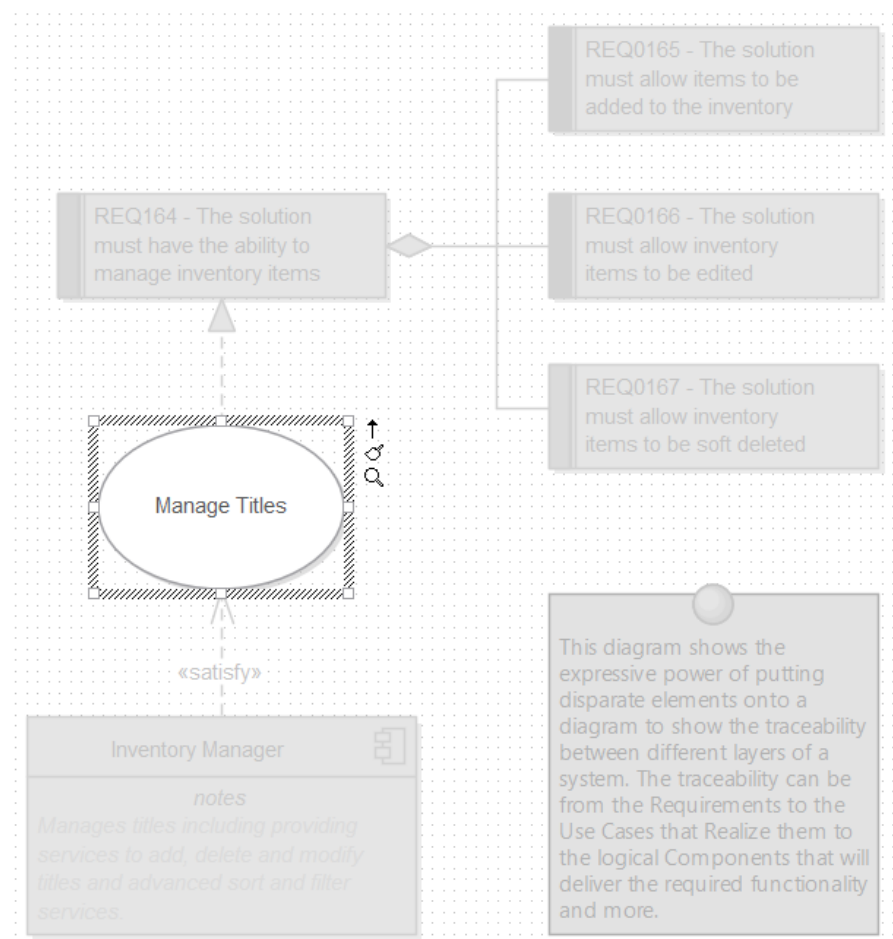 REQ0165 - The solution
must allow items to be
added to the inventory
REQ164 - The solution
must have the ability to
manage inventory items
REQ0166 - The solution
must allow inventory
items to be edited
REQ0167 - The solution
must allow inventory
items to be soft deleted
Manage Titles
«satisfy»
Inventory Manager
notes
Manages titles including providing
services to add, delete and modify
titles and advanced sort and filter
services.
This diagram shows the
expressive power of putting
disparate elements onto a
diagram to show the traceability
between different layers of a
system. The traceability can be
from the Requirements to the
Use Cases that Realize them to
the logical Components that will
deliver the required functionality
and more.